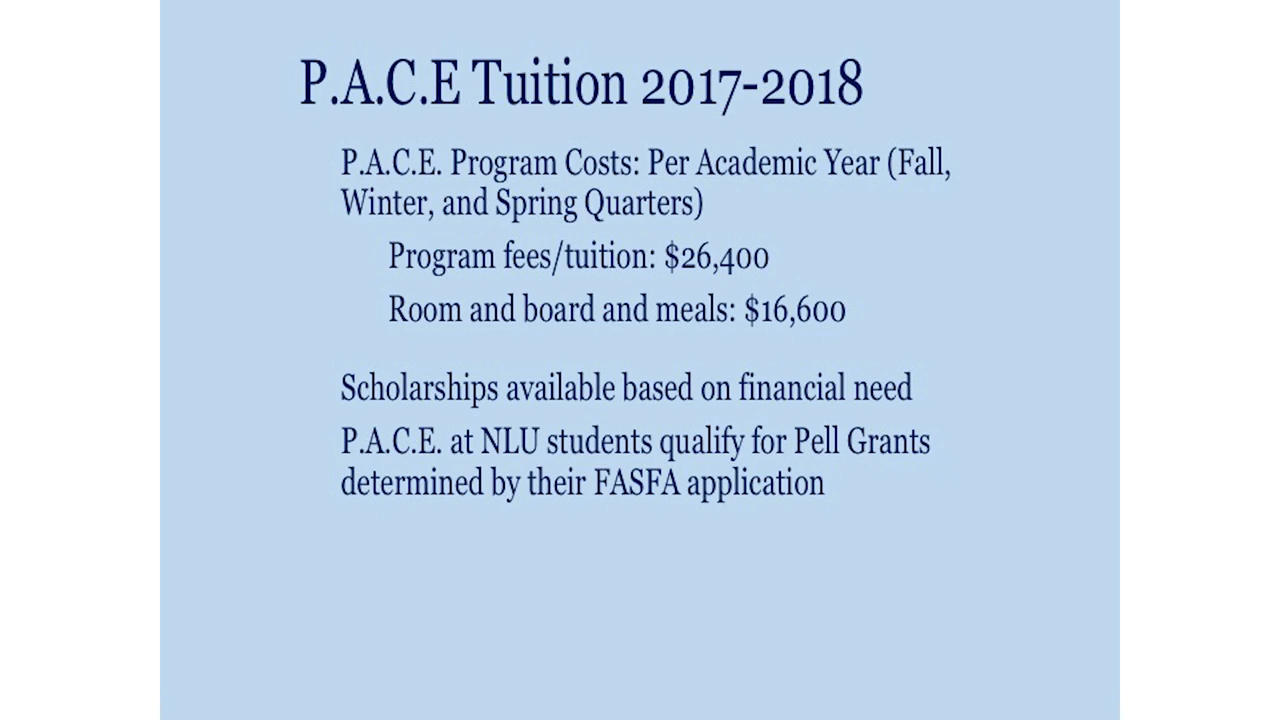 P.A.C.E Tuition 2017-2018
P.A.C.E. Program Costs: Per Academic Year (Fall,
Winter, and Spring Quarters)
Program fees/tuition: $26,400
Room and board and meals: $16,600
Scholarships available based on financial need
P.A.C.E. at NLU students qualify for Pell Grants
determined by their FASFA application